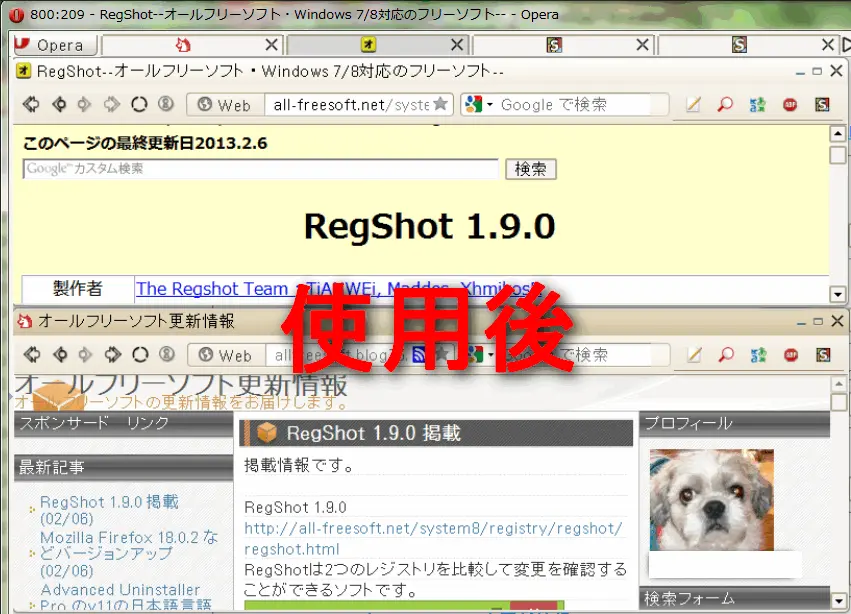 800:209 - RegShot--オールフリーソフト・Windows 7/8対応のフリーソフト-- - Opera
Opera
RegShot--オールフリーソフト・Windows 7/8対応のフリーソフト--
Web all-freesoft.net/syste Google で検索
このページの最終更新日2013.2.6
Google™カスタム検索 検索
RegShot 1.9.0
製作者 The Regshot Team
使用後
オールフリーソフト更新情報
Web で検索
オールフリーソフト更新情報
オールフリーソフトの更新情報をお届けします。
スポンサード リンク
最新記事
RegShot 1.9.0 掲載
(02/06)
Mozilla Firefox 18.0.2 な
どバージョンアップ
(02/06)
Advanced Uninstaller
Pro のv11の日本語言語
RegShot 1.9.0 掲載
掲載情報です。
RegShot 1.9.0
http://all-freesoft.net/system8/registry/regshot/
regshot.html
RegShotは2つのレジストリを比較して変更を確認する
ことができるソフトです。
プロフィール
検索フォーム